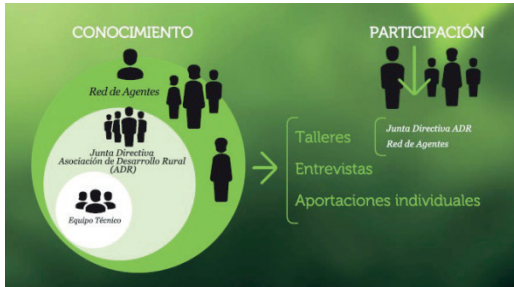 CONOCIMIENTO
Red de Agentes
Junta Directiva
Asociación de Desarrollo Rural
(ADR)
Equipo Técnico
PARTICIPACIÓN
Talleres
Junta Directiva ADR
Red de Agentes
Entrevistas
Aportaciones individuales